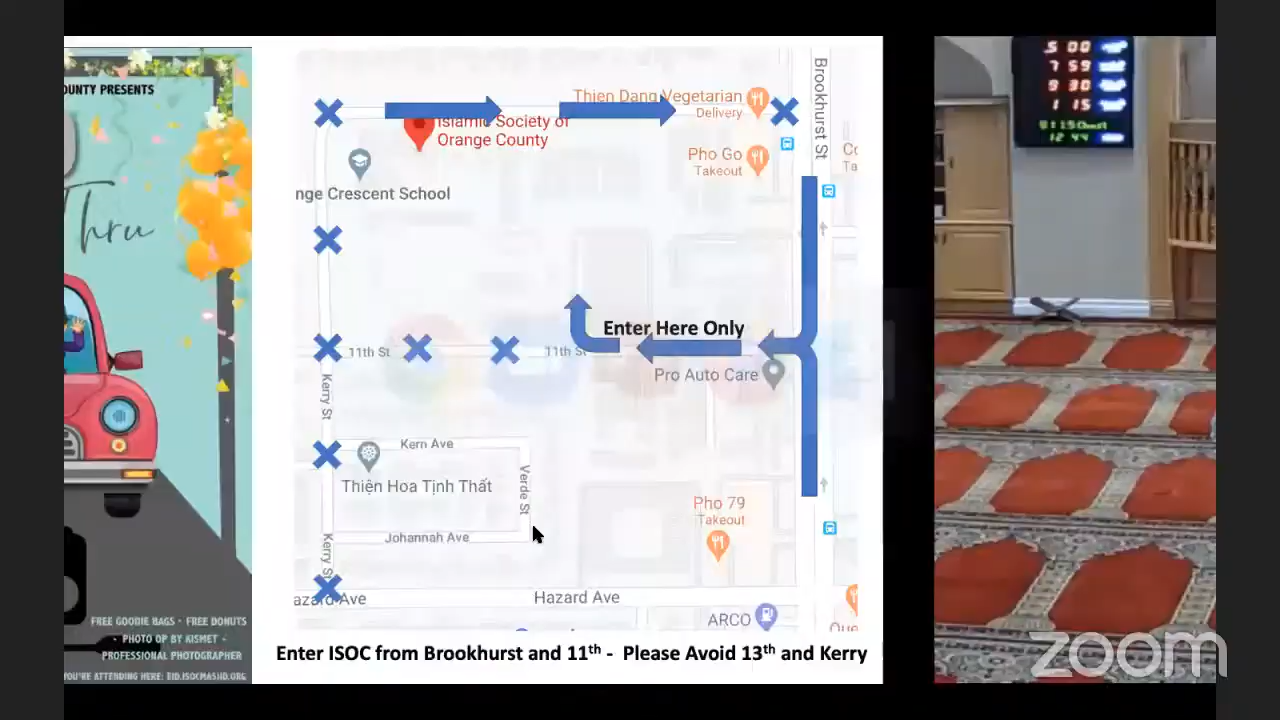 OUNTY PRESENTS
Thru
FREE GOODIE BAGS • FREE DONUTS
• PHOTO OP BY KISMET •
PROFESSIONAL PHOTOGRAPHER
YOU'RE ATTENDING HERE: EID.ISOCMASJID.ORG
Thien Dang Vegetarian
Delivery
Islamic Society of
Orange County
Pho Go
Takeout
nge Crescent School
Brookhurst St
Enter Here Only
11th St
11th St
Pro Auto Care
Kerry St
Kern Ave
Thiện Hoa Tịnh Thất
Verde St
Pho 79
Takeout
Johannah Ave
Kerry St
azard Ave
Hazard Ave
ARCO
Que
Enter ISOC from Brookhurst and 11th - Please Avoid 13th and Kerry
5 00
7 59
9 30
1 15
12 44
zoom